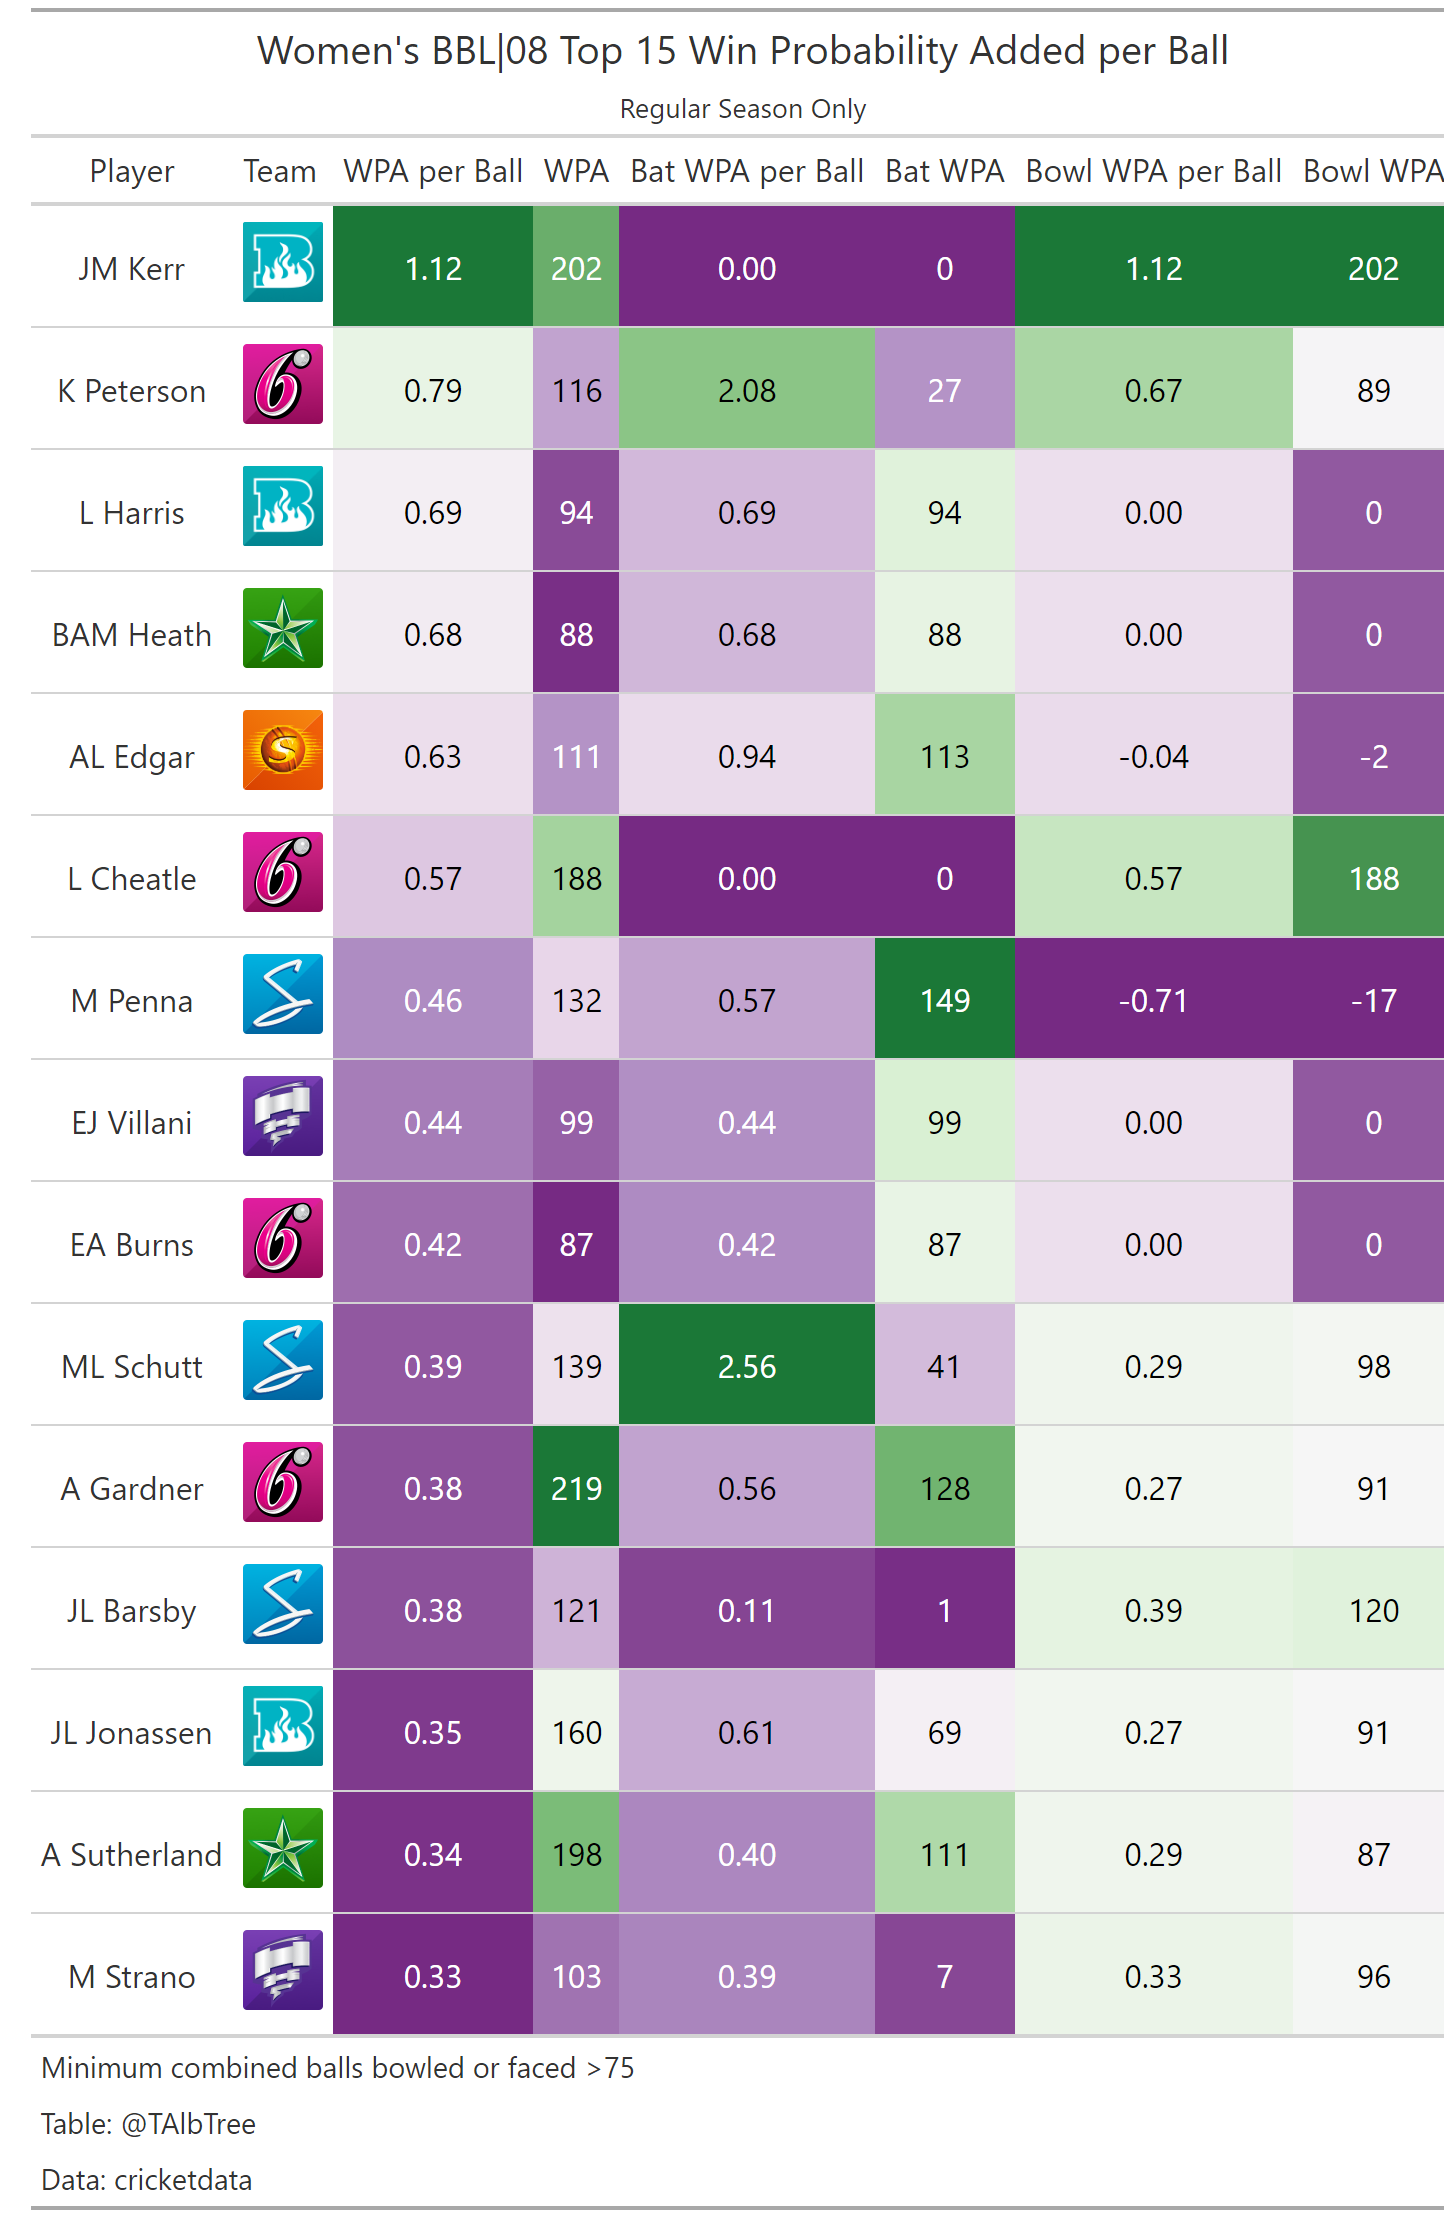 Women's BBL|08 Top 15 Win Probability Added per Ball
Regular Season Only
Player Team WPA per Ball WPA Bat WPA per Ball Bat WPA Bowl WPA per Ball Bowl WPA
JM Kerr B 1.12 202 0.00 0 1.12 202
K Peterson 6 0.79 116 2.08 27 0.67 89
L Harris B 0.69 94 0.69 94 0.00 0
BAM Heath 0.68 88 0.68 88 0.00 0
AL Edgar S 0.63 111 0.94 113 -0.04 -2
L Cheatle 6 0.57 188 0.00 0 0.57 188
M Penna S 0.46 132 0.57 149 -0.71 -17
EJ Villani 0.44 99 0.44 99 0.00 0
EA Burns 6 0.42 87 0.42 87 0.00 0
ML Schutt S 0.39 139 2.56 41 0.29 98
A Gardner 6 0.38 219 0.56 128 0.27 91
JL Barsby S 0.38 121 0.11 1 0.39 120
JL Jonassen B 0.35 160 0.61 69 0.27 91
A Sutherland 0.34 198 0.40 111 0.29 87
M Strano 0.33 103 0.39 7 0.33 96
Minimum combined balls bowled or faced >75
Table: @TAlbTree
Data: cricketdata